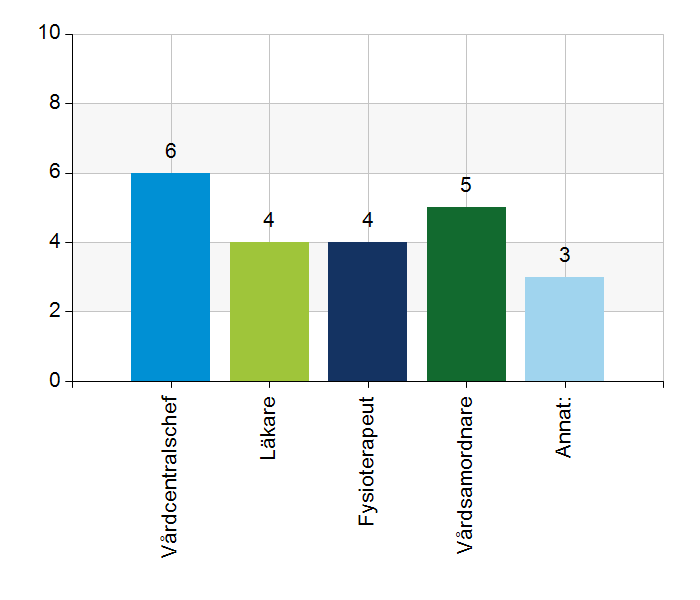 10
8
6
4
2
0
6
4
4
5
3
Vårdcentralschef
Läkare
Fysioterapeut
Vårdsamordnare
Annat: